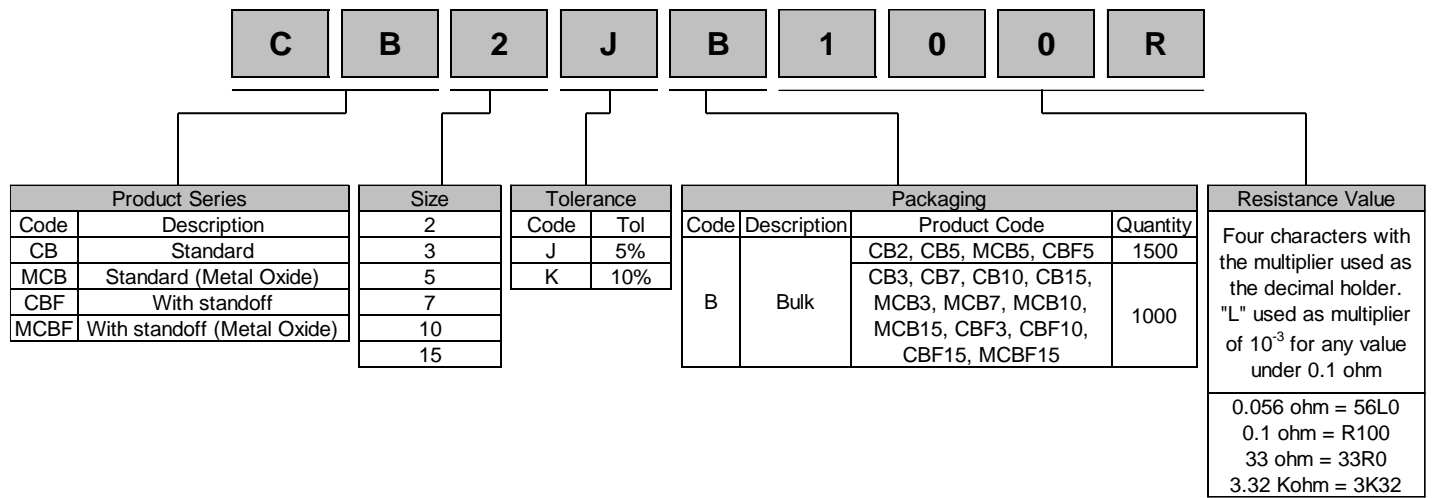 C B 2 J B 1 0 0 R
Product Series
Code Description
CB Standard
MCB Standard (Metal Oxide)
CBF With standoff
MCBF With standoff (Metal Oxide)
Size
2
3
5
7
10
15
Tolerance
Code Tol
J 5%
K 10%
Packaging
Code Description Product Code Quantity
B Bulk
CB2, CB5, MCB5, CBF5 1500
CB3, CB7, CB10, CB15,
MCB3, MCB7, MCB10,
MCB15, CBF3, CBF10,
CBF15, MCBF15
1000
Resistance Value
Four characters with
the multiplier used as
the decimal holder.
"L" used as multiplier
of 10⁻³ for any value
under 0.1 ohm
0.056 ohm = 56L0
0.1 ohm = R100
33 ohm = 33R0
3.32 Kohm = 3K32